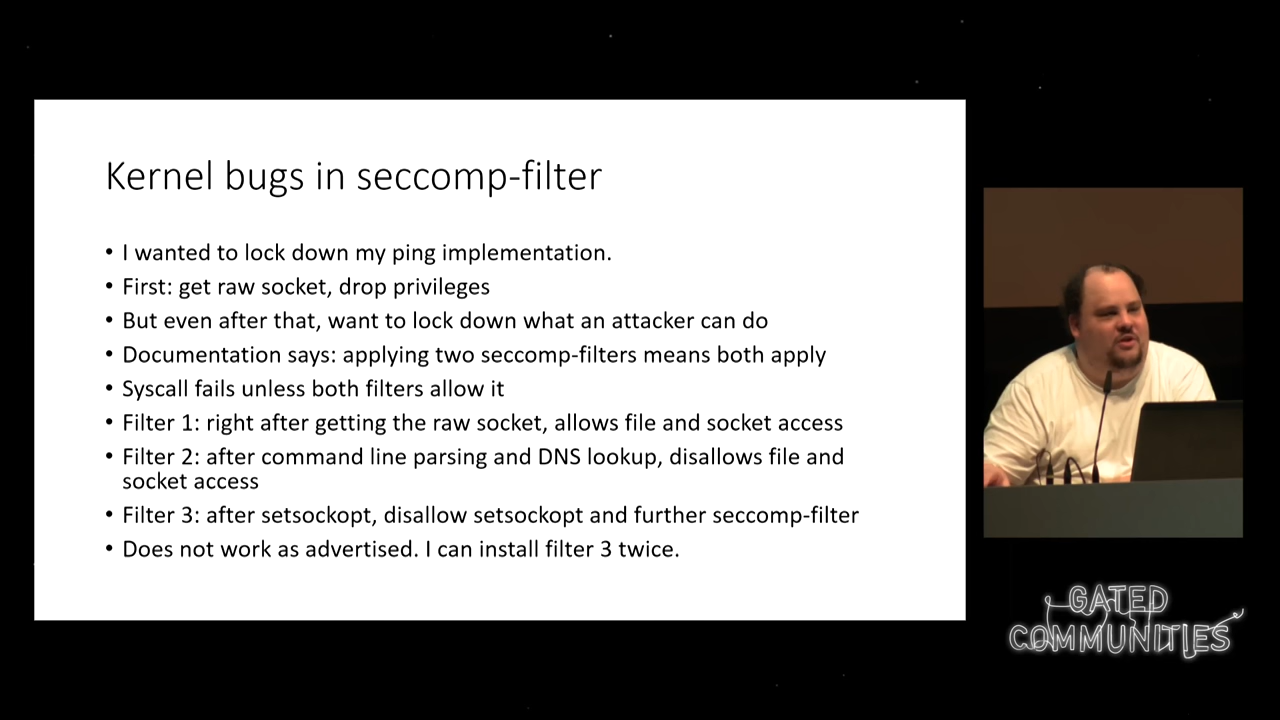 Kernel bugs in seccomp-filter
• I wanted to lock down my ping implementation.
• First: get raw socket, drop privileges
• But even after that, want to lock down what an attacker can do
• Documentation says: applying two seccomp-filters means both apply
• Syscall fails unless both filters allow it
• Filter 1: right after getting the raw socket, allows file and socket access
• Filter 2: after command line parsing and DNS lookup, disallows file and
socket access
• Filter 3: after setsockopt, disallow setsockopt and further seccomp-filter
• Does not work as advertised. I can install filter 3 twice.
GATED
COMMUNITIES